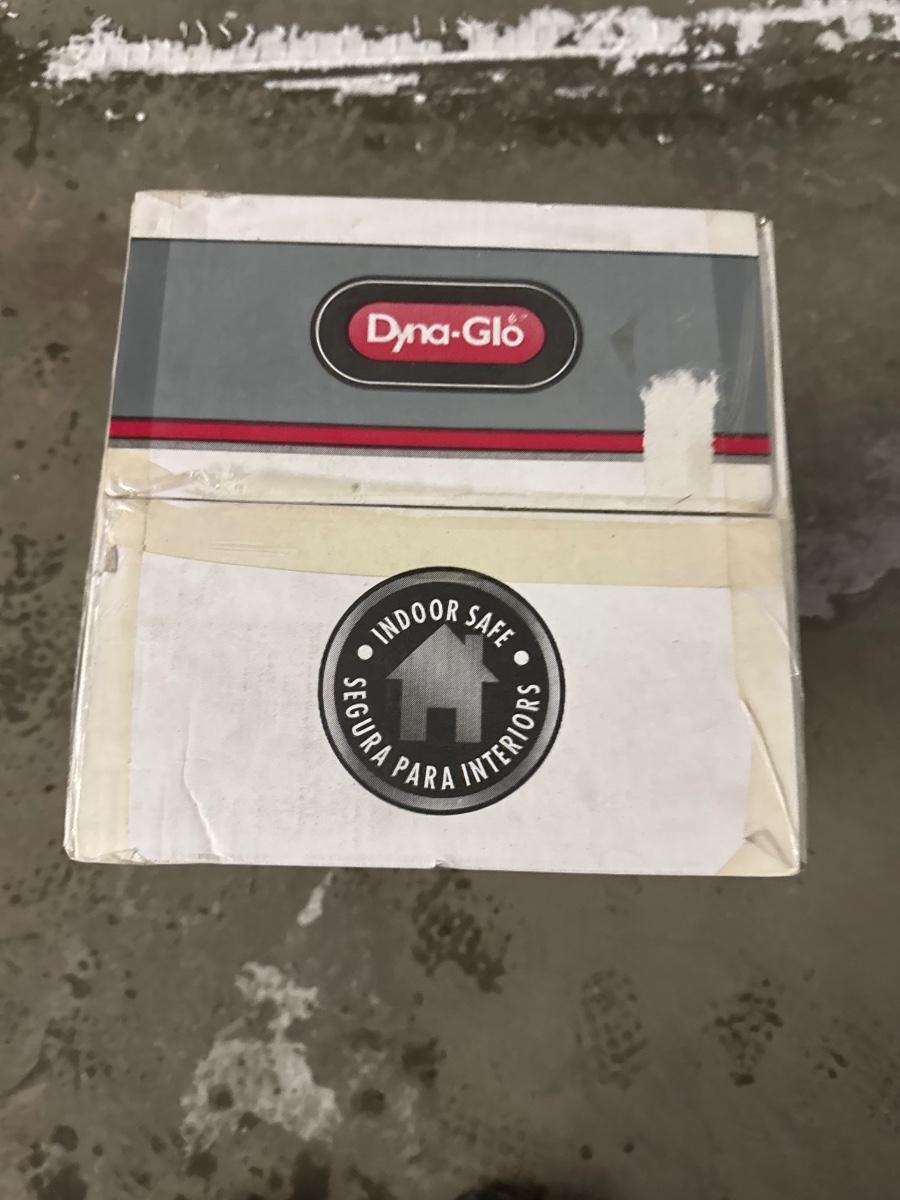 Dyna-Glo
INDOOR SAFE
SEGURA PARA INTERIORS